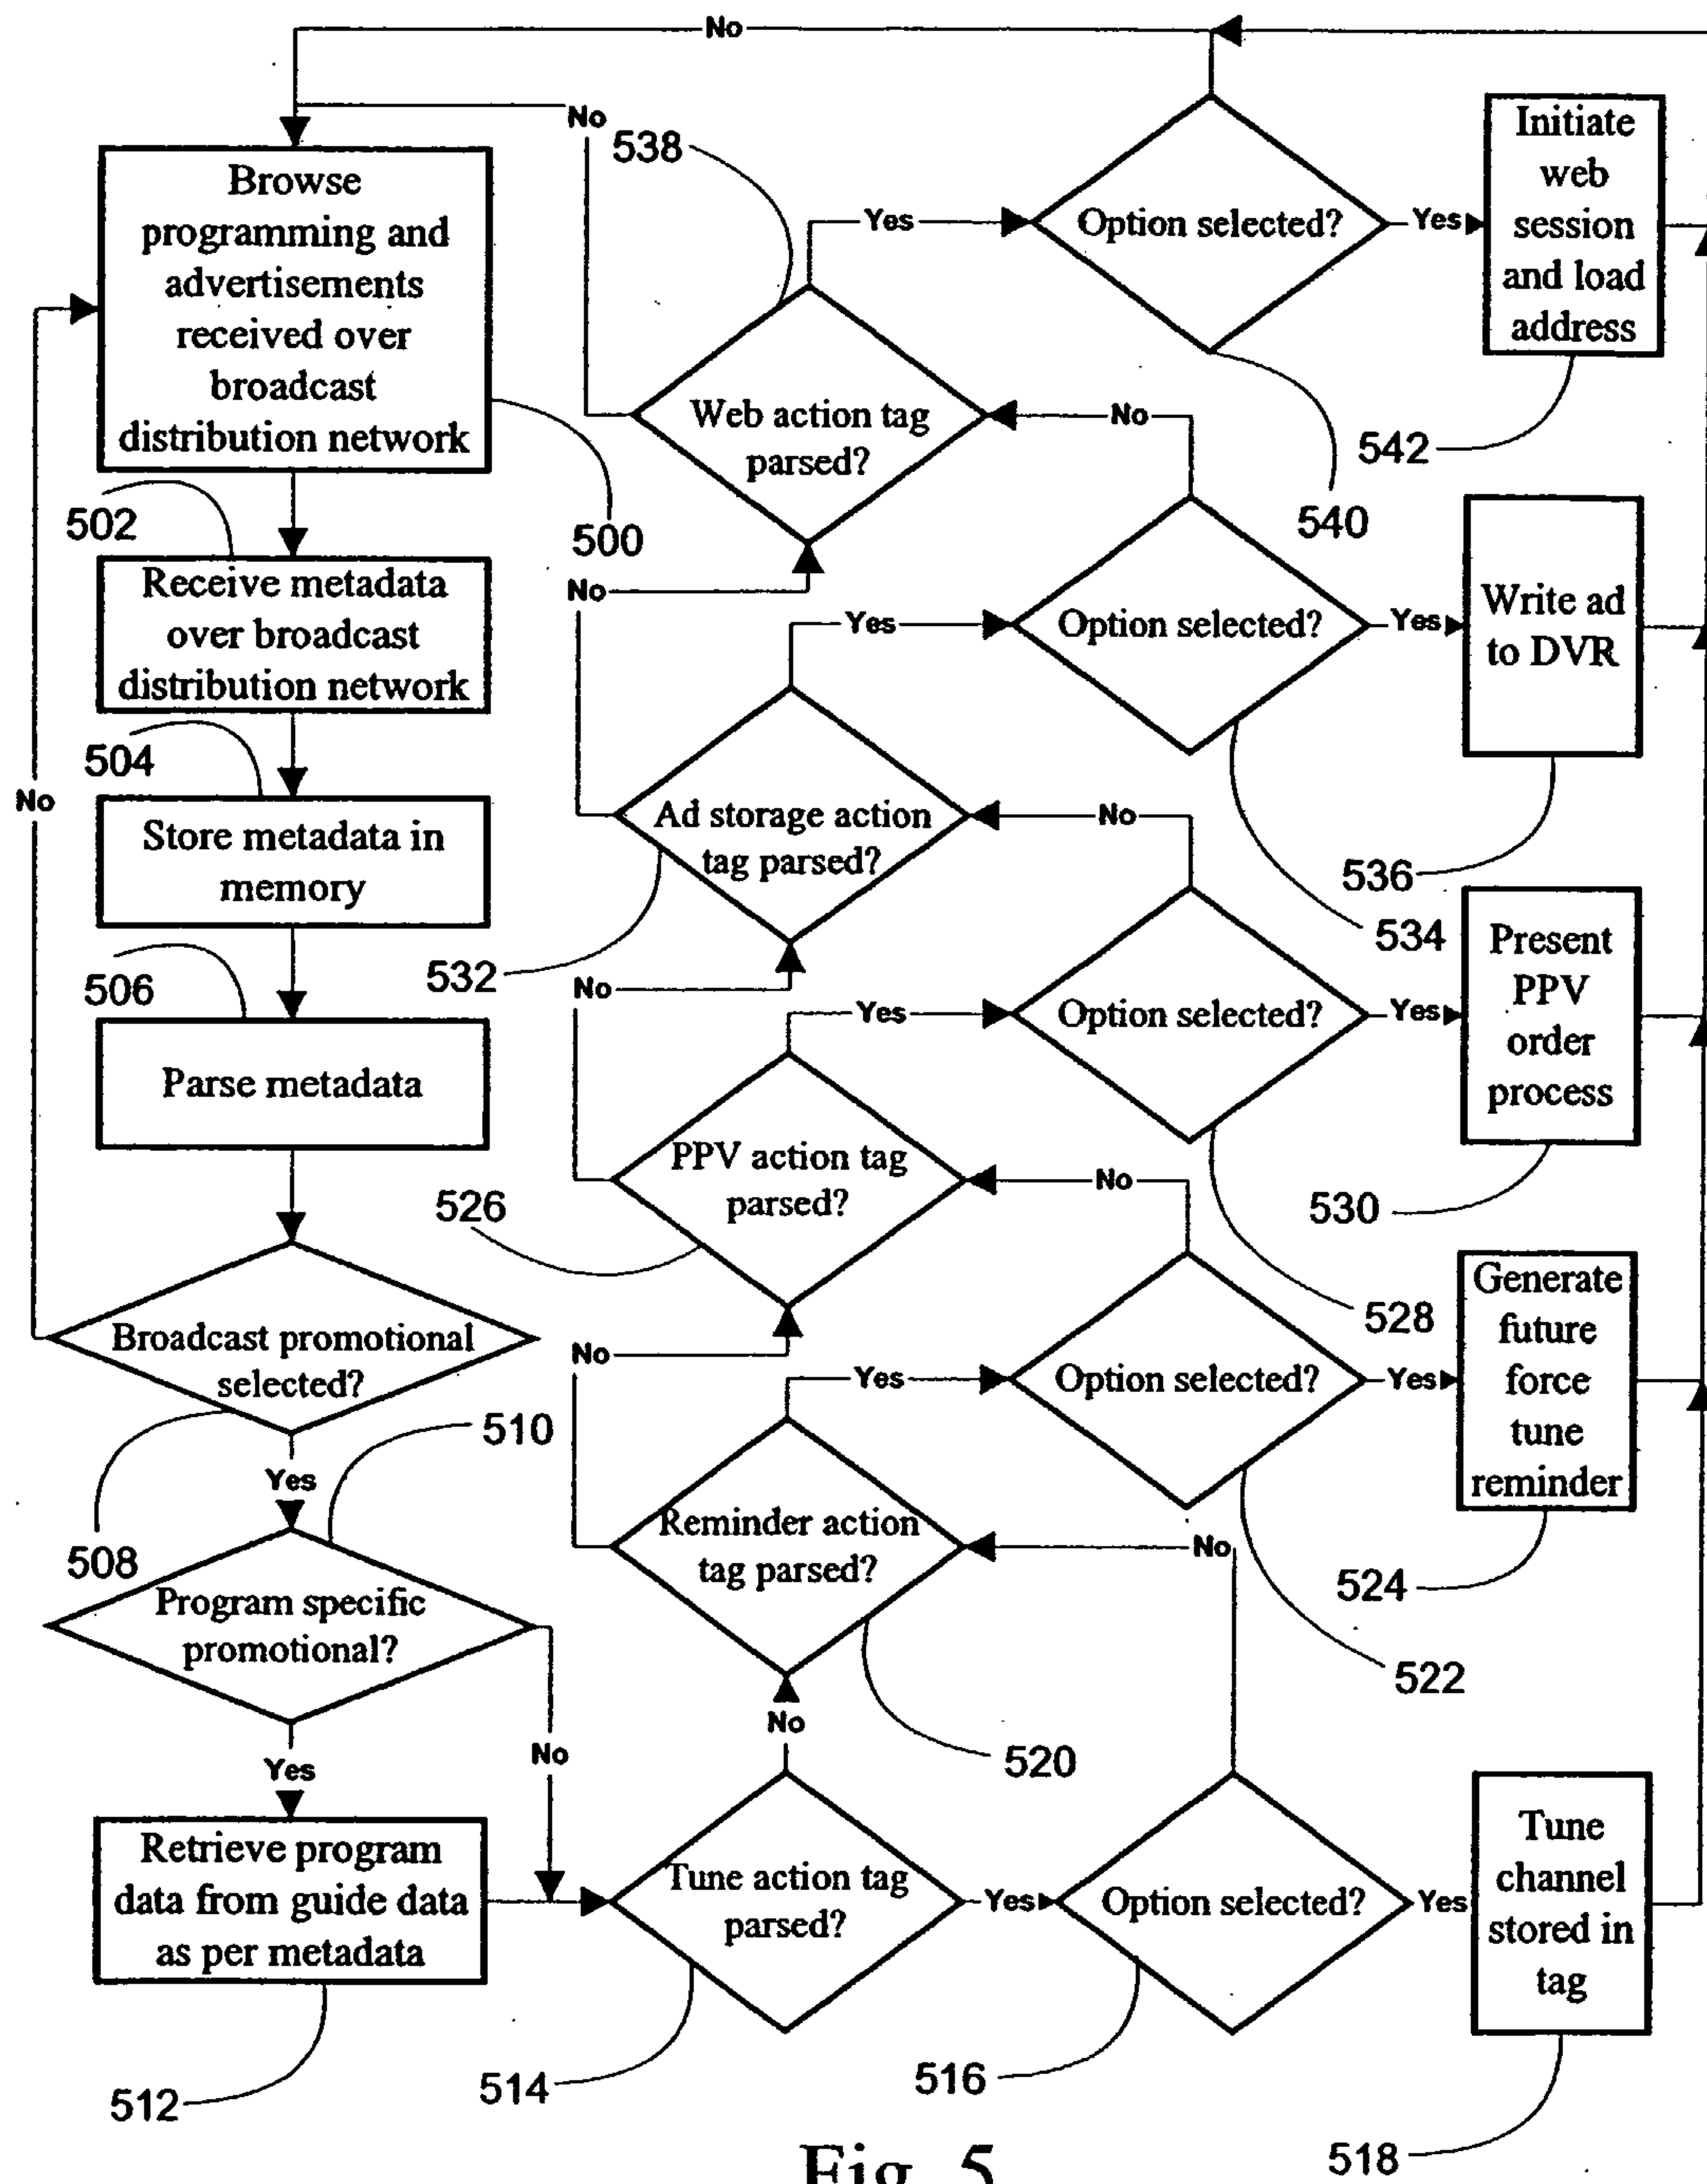 No
No
538
Browse
programming and
advertisements
received over
broadcast
distribution network
Yes
Option selected?
Yes
Initiate
web
session
and load
address
Web action tag
parsed?
No
542
540
502
500
Receive metadata
over broadcast
distribution network
No
Yes
Option selected?
Yes
Write ad
to DVR
504
No
Store metadata in
memory
Ad storage action
tag parsed?
No
536
534
532
506
No
Yes
Option selected?
Yes
Present
PPV
order
process
Parse metadata
PPV action tag
parsed?
No
530
526
528
Broadcast promotional
selected?
No
Yes
Option selected?
Yes
Generate
future
force
tune
reminder
510
Yes
508
Reminder action
tag parsed?
No
524
522
Program specific
promotional?
No
520
Yes
No
Retrieve program
data from guide data
as per metadata
Tune action tag
parsed?
Yes
Option selected?
Yes
Tune
channel
stored in
tag
512
514
516
518
Fig. 5